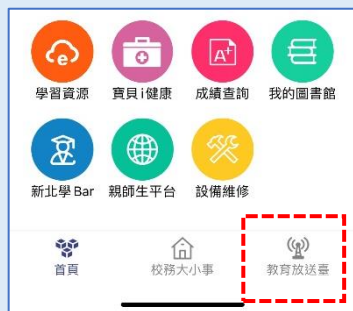 e
A+
學習資源 寶貝i健康 成績查詢 我的圖書館
新北學Bar 親師生平台 設備維修
首頁 校務大小事 教育放送臺